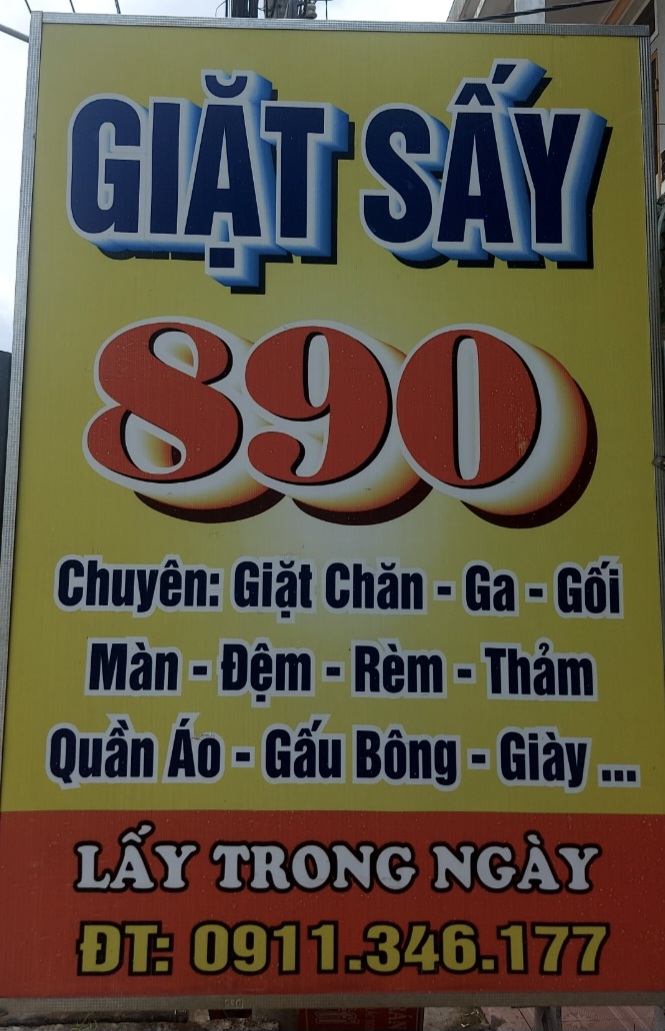 GIẶT SẤY
890
Chuyên: Giặt Chăn - Ga - Gối
Màn - Đệm - Rèm - Thảm
Quần Áo - Gấu Bông - Giày ...
LẤY TRONG NGÀY
ĐT: 0911.346.177